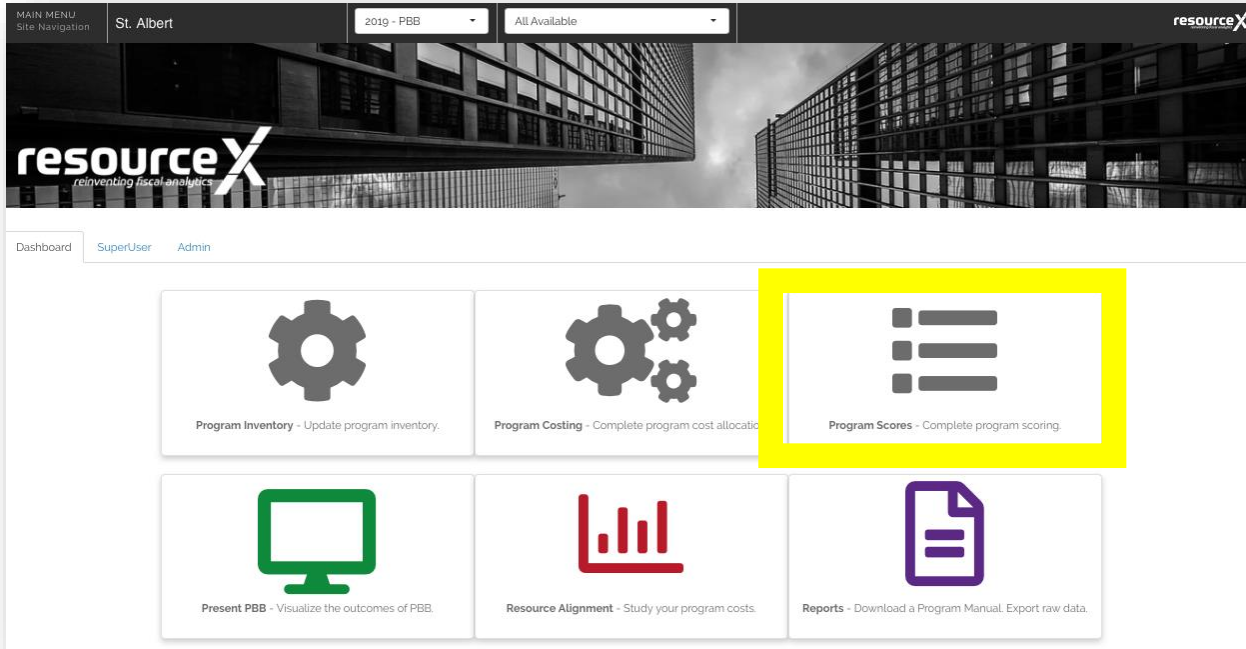 MAIN MENU
Site Navigation
St. Albert
2019 - PBB
All Available
resourceX
resourceX
reinventing fiscal analytics
Dashboard
SuperUser
Admin
Program Inventory - Update program inventory.
Program Costing - Complete program cost allocatio
Program Scores - Complete program scoring.
Present PBB - Visualize the outcomes of PBB.
Resource Alignment - Study your program costs.
Reports - Download a Program Manual. Export raw data.